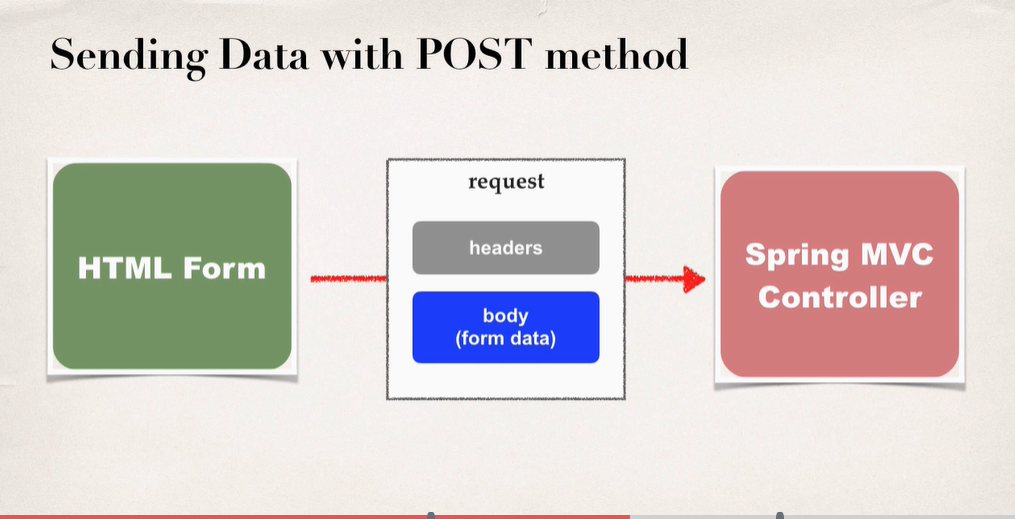 Sending Data with POST method
HTML Form
request
headers
body
(form data)
Spring MVC
Controller